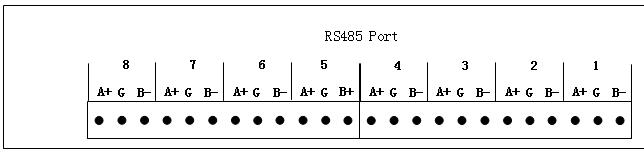 RS485 Port
8 7 6 5 4 3 2 1
A+ G B- A+ G B- A+ G B- A+ G B+ A+ G B- A+ G B- A+ G B- A+ G B-